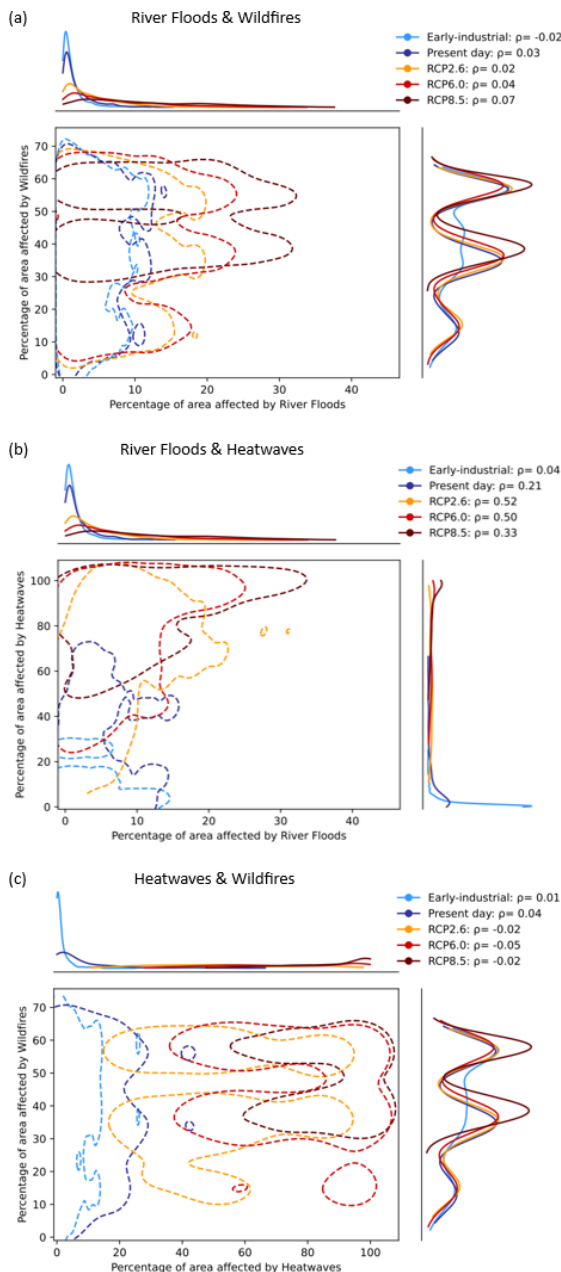 (a)
River Floods & Wildfires
Early-industrial: ρ= -0.02
Present day: ρ= 0.03
RCP2.6: ρ= 0.02
RCP6.0: ρ= 0.04
RCP8.5: ρ= 0.07
Percentage of area affected by Wildfires
70
60
50
40
30
20
10
0
0 10 20 30 40
Percentage of area affected by River Floods
(b)
River Floods & Heatwaves
Early-industrial: ρ= 0.04
Present day: ρ= 0.21
RCP2.6: ρ= 0.52
RCP6.0: ρ= 0.50
RCP8.5: ρ= 0.33
Percentage of area affected by Heatwaves
100
80
60
40
20
0
0 10 20 30 40
Percentage of area affected by River Floods
(c)
Heatwaves & Wildfires
Early-industrial: ρ= 0.01
Present day: ρ= 0.04
RCP2.6: ρ= -0.02
RCP6.0: ρ= -0.05
RCP8.5: ρ= -0.02
Percentage of area affected by Wildfires
70
60
50
40
30
20
10
0
0 20 40 60 80 100
Percentage of area affected by Heatwaves